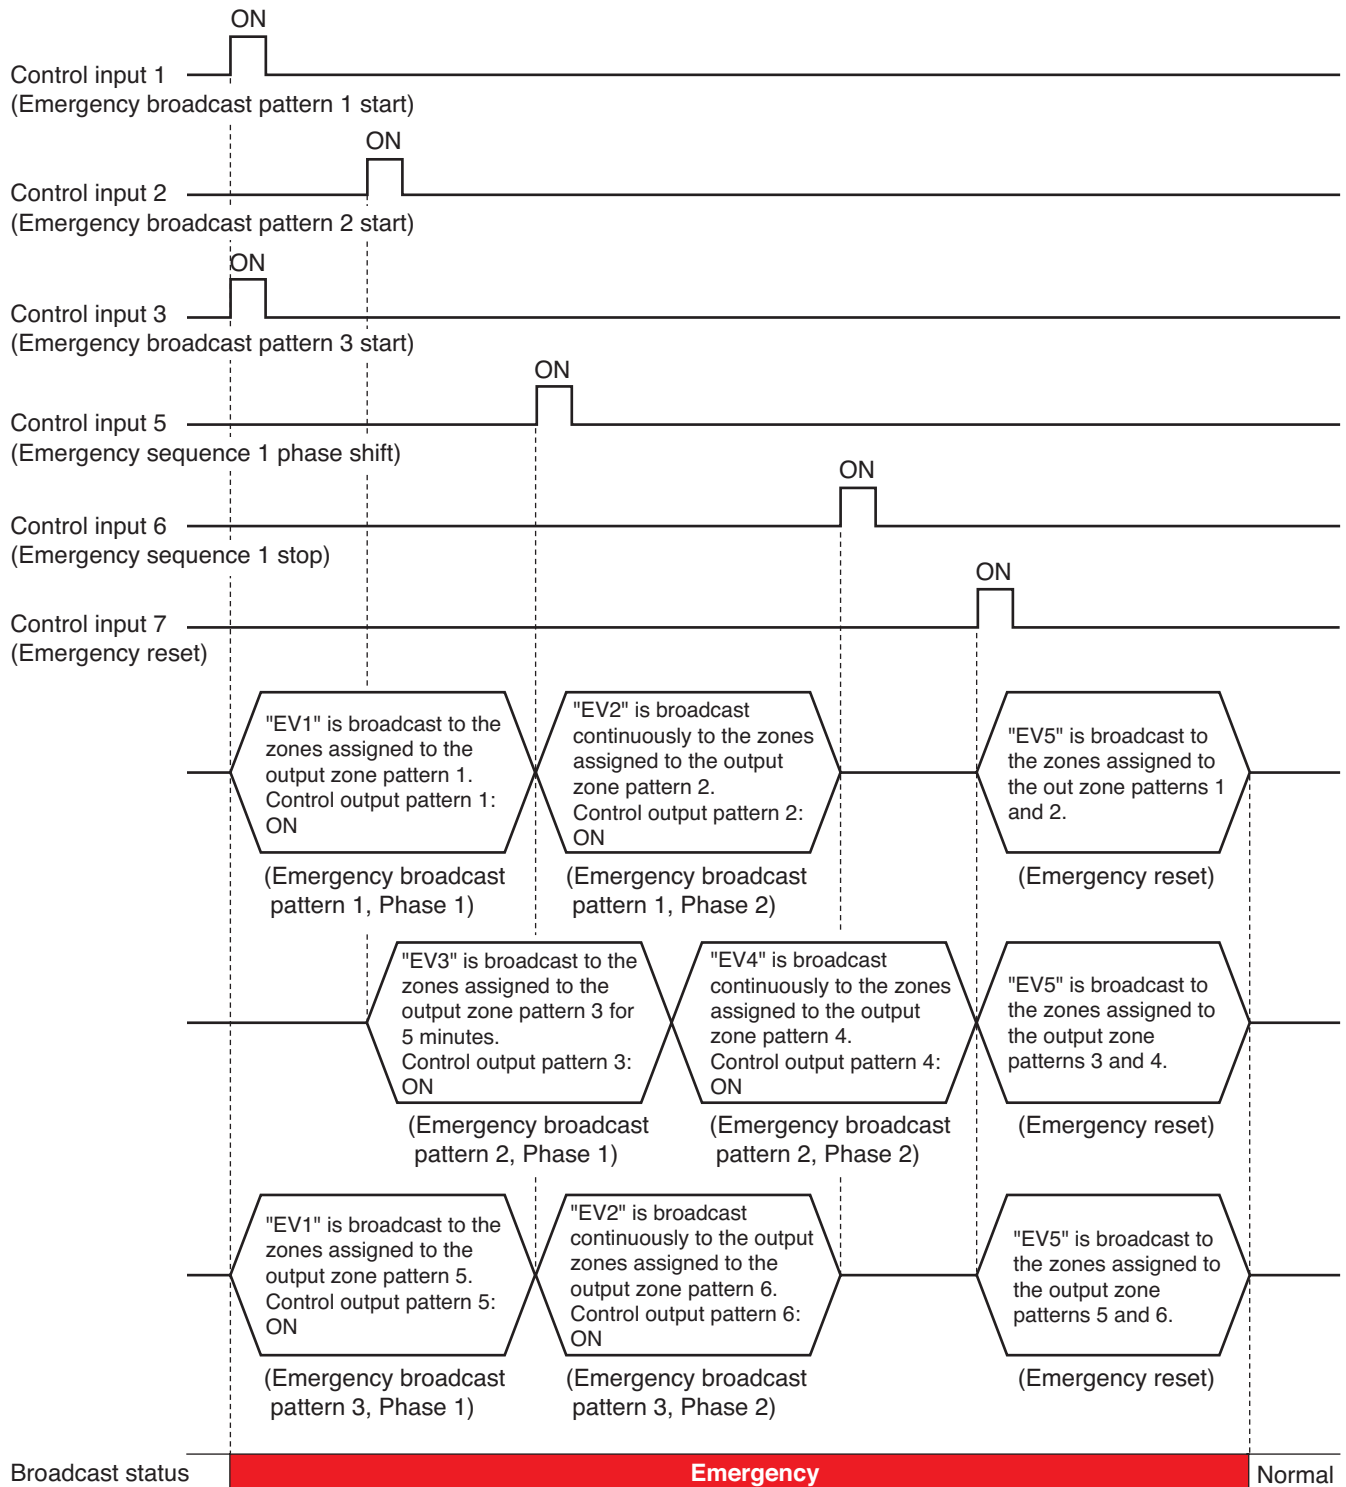 ON
Control input 1
(Emergency broadcast pattern 1 start)
ON
Control input 2
(Emergency broadcast pattern 2 start)
ON
Control input 3
(Emergency broadcast pattern 3 start)
ON
Control input 5
(Emergency sequence 1 phase shift)
ON
Control input 6
(Emergency sequence 1 stop)
ON
Control input 7
(Emergency reset)
"EV1" is broadcast to the
zones assigned to the
output zone pattern 1.
Control output pattern 1:
ON
(Emergency broadcast
pattern 1, Phase 1)
"EV2" is broadcast
continuously to the zones
assigned to the output
zone pattern 2.
Control output pattern 2:
ON
(Emergency broadcast
pattern 1, Phase 2)
"EV5" is broadcast to
the zones assigned to
the out zone patterns 1
and 2.
(Emergency reset)
"EV3" is broadcast to the
zones assigned to the
output zone pattern 3 for
5 minutes.
Control output pattern 3:
ON
(Emergency broadcast
pattern 2, Phase 1)
"EV4" is broadcast
continuously to the zones
assigned to the output
zone pattern 4.
Control output pattern 4:
ON
(Emergency broadcast
pattern 2, Phase 2)
"EV5" is broadcast to
the zones assigned to
the output zone
patterns 3 and 4.
(Emergency reset)
"EV1" is broadcast to the
zones assigned to the
output zone pattern 5.
Control output pattern 5:
ON
(Emergency broadcast
pattern 3, Phase 1)
"EV2" is broadcast
continuously to the output
zones assigned to the
output zone pattern 6.
Control output pattern 6:
ON
(Emergency broadcast
pattern 3, Phase 2)
"EV5" is broadcast to
the zones assigned to
the output zone
patterns 5 and 6.
(Emergency reset)
Broadcast status
Emergency
Normal